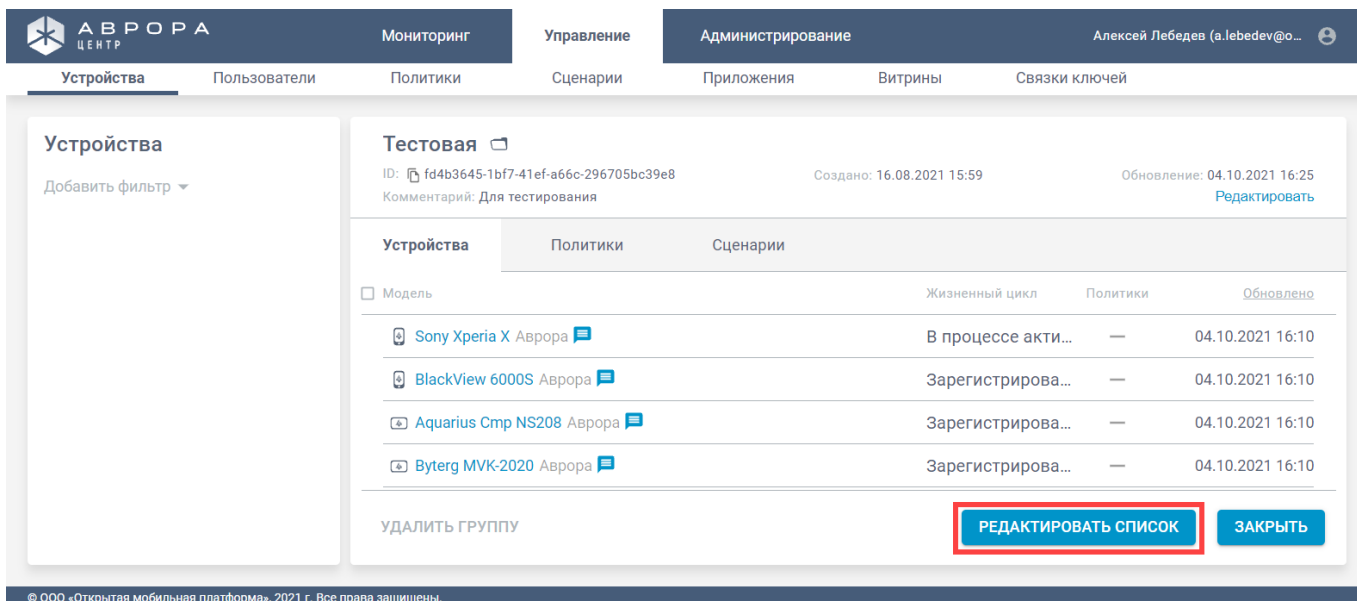 АВРОРА
ЦЕНТР
Мониторинг Управление Администрирование Алексей Лебедев (a.lebedev@o...
Устройства Пользователи Политики Сценарии Приложения Витрины Связки ключей
Устройства
Добавить фильтр
Тестовая
ID: fd4b3645-1bf7-41ef-a66c-296705bc39e8 Создано: 16.08.2021 15:59 Обновление: 04.10.2021 16:25
Комментарий: Для тестирования Редактировать
Устройства Политики Сценарии
Модель Жизненный цикл Политики Обновлено
Sony Xperia X Аврора В процессе акти... — 04.10.2021 16:10
BlackView 6000S Аврора Зарегистрирова... — 04.10.2021 16:10
Aquarius Cmp NS208 Аврора Зарегистрирова... — 04.10.2021 16:10
Byterg MVK-2020 Аврора Зарегистрирова... — 04.10.2021 16:10
УДАЛИТЬ ГРУППУ РЕДАКТИРОВАТЬ СПИСОК ЗАКРЫТЬ
© ООО «Открытая мобильная платформа», 2021 г. Все права защищены.